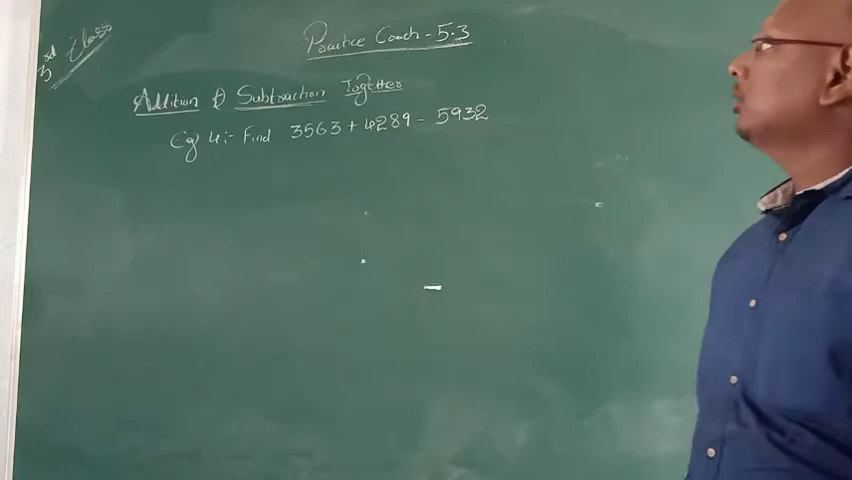 3rd Class
Practice Coach - 5.3
Addition & Subtraction Together
Eg 4:- Find 3563 + 4289 - 5932